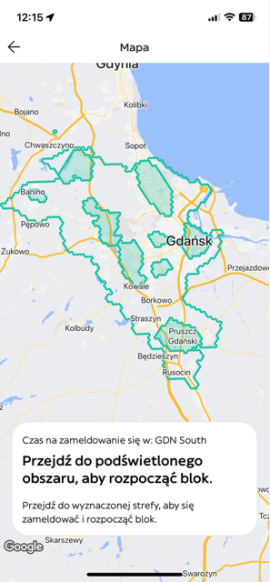 12:15
87
Mapa
Gdynia
Bojano
Kolibki
Chwaszczyno
Sopot
Banino
Pępowo
Gdańsk
Żukowo
Przejazdowo
Kowale
Borkowo
Straszyn
Kolbudy
Pruszcz
Gdański
Będzieszyn
Rusocin
Czas na zameldowanie się w: GDN South
Przejdź do podświetlonego
obszaru, aby rozpocząć blok.
Przejdź do wyznaczonej strefy, aby się
zameldować i rozpocząć blok.
Google
Skarszewy
Swarożyn